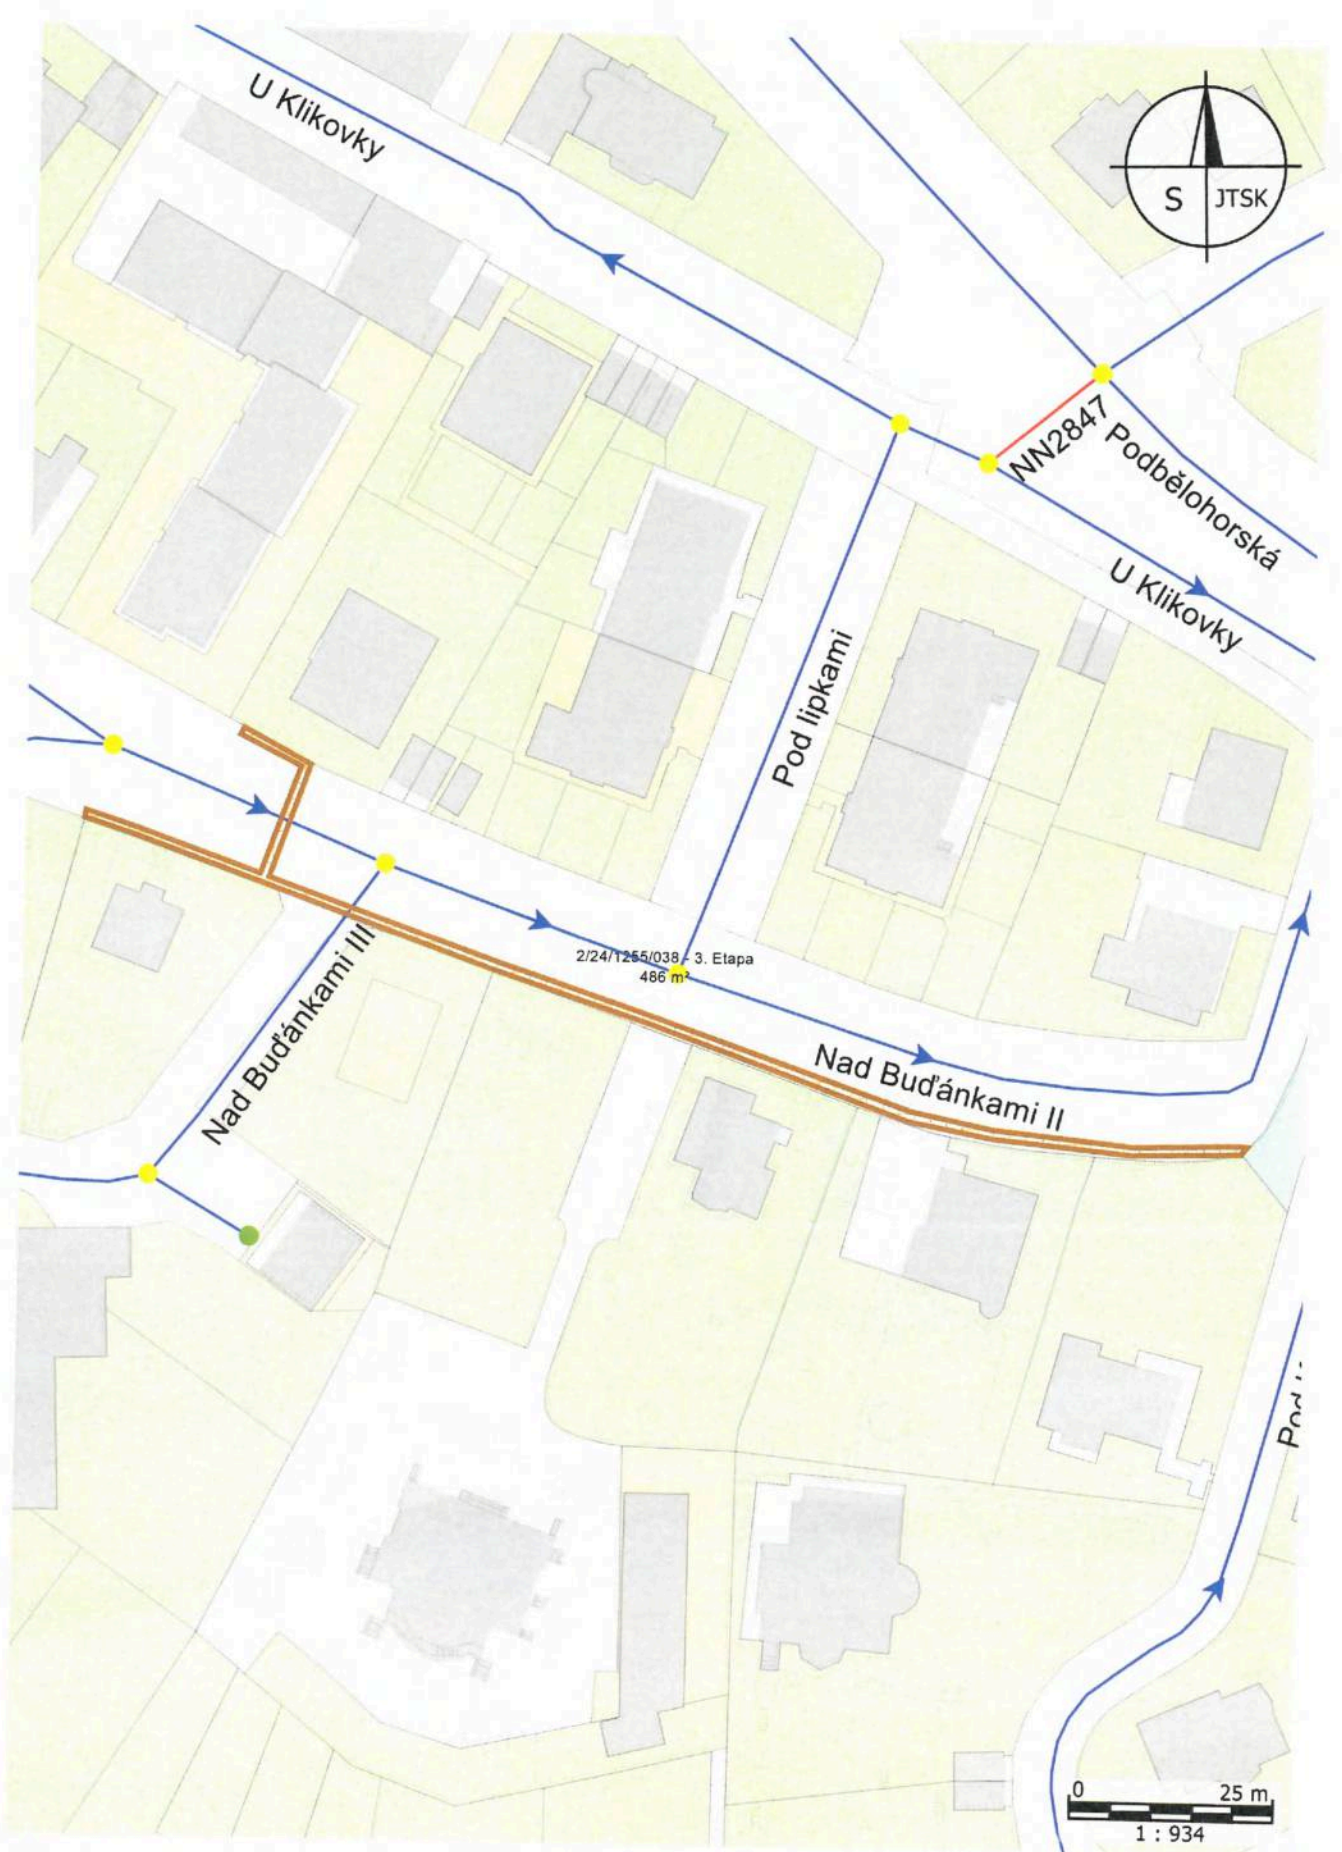 U Klikovky
S JTSK
NN2847
Podbělohorská
U Klikovky
Pod lipkami
2/24/1255/038 - 3. Etapa
486 m²
Nad Buďánkami III
Nad Buďánkami II
Pod
0 25 m
1 : 934